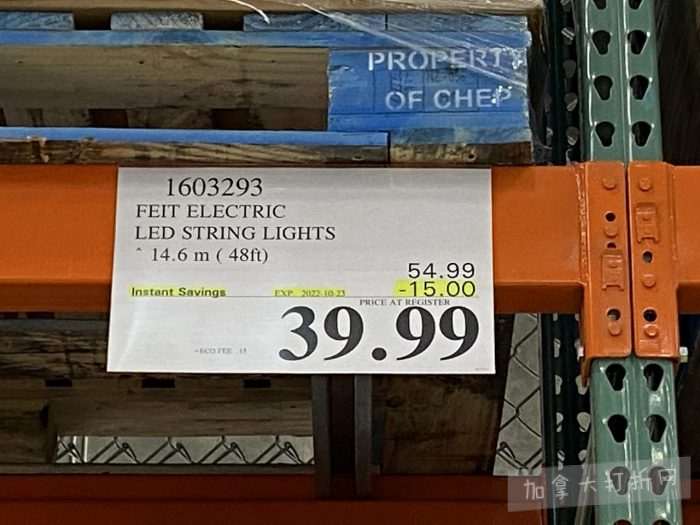 PROPERTY
OF CHEP
1603293
FEIT ELECTRIC
LED STRING LIGHTS
^ 14.6 m ( 48ft)
54.99
Instant Savings EXP. 2022-10-23 -15.00
PRICE AT REGISTER
39.99
+ECO FEE .15
加拿大打折网